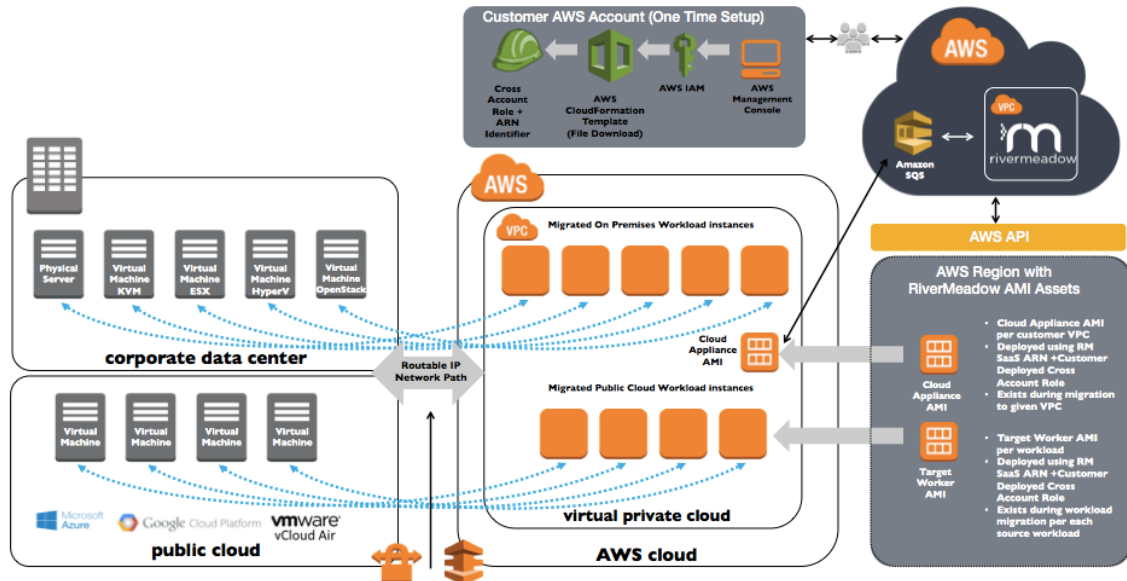 Customer AWS Account (One Time Setup)
Cross
Account
Role +
ARN
Identifier
AWS
CloudFormation
Template
(File Download)
AWS IAM
AWS
Management
Console
AWS
VPC
m
rivermeadow
Amazon
SQS
AWS API
AWS Region with
RiverMeadow AMI Assets
Cloud
Appliance
AMI
• Cloud Appliance AMI
per customer VPC
• Deployed using RM
SaaS ARN +Customer
Deployed Cross
Account Role
• Exists during migration
to given VPC
Target
Worker
AMI
• Target Worker AMI
per workload
• Deployed using RM
SaaS ARN +Customer
Deployed Cross
Account Role
• Exists during workload
migration per each
source workload
Physical
Server
Virtual
Machine
KVM
Virtual
Machine
ESX
Virtual
Machine
HyperV
Virtual
Machine
OpenStack
corporate data center
Routable IP
Network Path
AWS
VPC
Migrated On Premises Workload instances
Cloud
Appliance
AMI
Migrated Public Cloud Workload instances
virtual private cloud
AWS cloud
Virtual
Machine
Virtual
Machine
Virtual
Machine
Virtual
Machine
Microsoft
Azure
Google Cloud Platform
vmware®
vCloud Air
public cloud